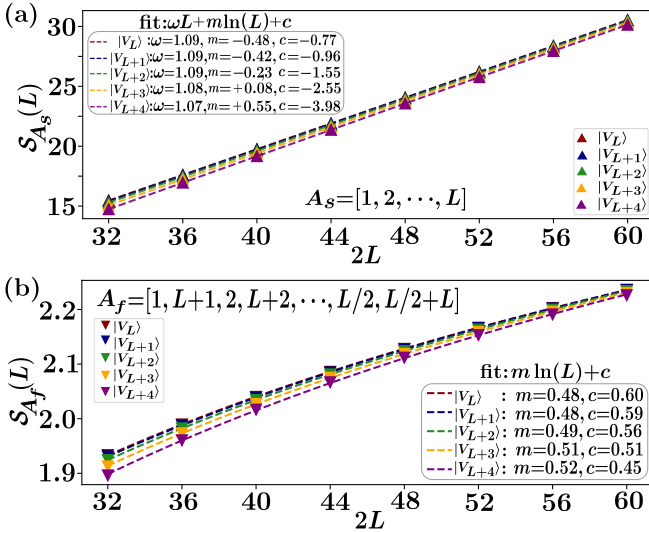 (a)
fit:ωL+mln(L)+c
|V_L⟩:ω=1.09, m=−0.48, c=−0.77
|V_{L+1}⟩:ω=1.09, m=−0.42, c=−0.96
|V_{L+2}⟩:ω=1.09, m=−0.23, c=−1.55
|V_{L+3}⟩:ω=1.08, m=+0.08, c=−2.55
|V_{L+4}⟩:ω=1.07, m=+0.55, c=−3.98
S_{A_s}(L)
30
25
20
15
|V_L⟩
|V_{L+1}⟩
|V_{L+2}⟩
|V_{L+3}⟩
|V_{L+4}⟩
A_s=[1, 2, ⋯, L]
32 36 40 44 48 52 56 60
2L
(b)
A_f=[1, L+1, 2, L+2, ⋯, L/2, L/2+L]
|V_L⟩
|V_{L+1}⟩
|V_{L+2}⟩
|V_{L+3}⟩
|V_{L+4}⟩
S_{A_f}(L)
2.2
2.1
2.0
1.9
fit:m ln(L)+c
|V_L⟩ : m=0.48, c=0.60
|V_{L+1}⟩: m=0.48, c=0.59
|V_{L+2}⟩: m=0.49, c=0.56
|V_{L+3}⟩: m=0.51, c=0.51
|V_{L+4}⟩: m=0.52, c=0.45
32 36 40 44 48 52 56 60
2L